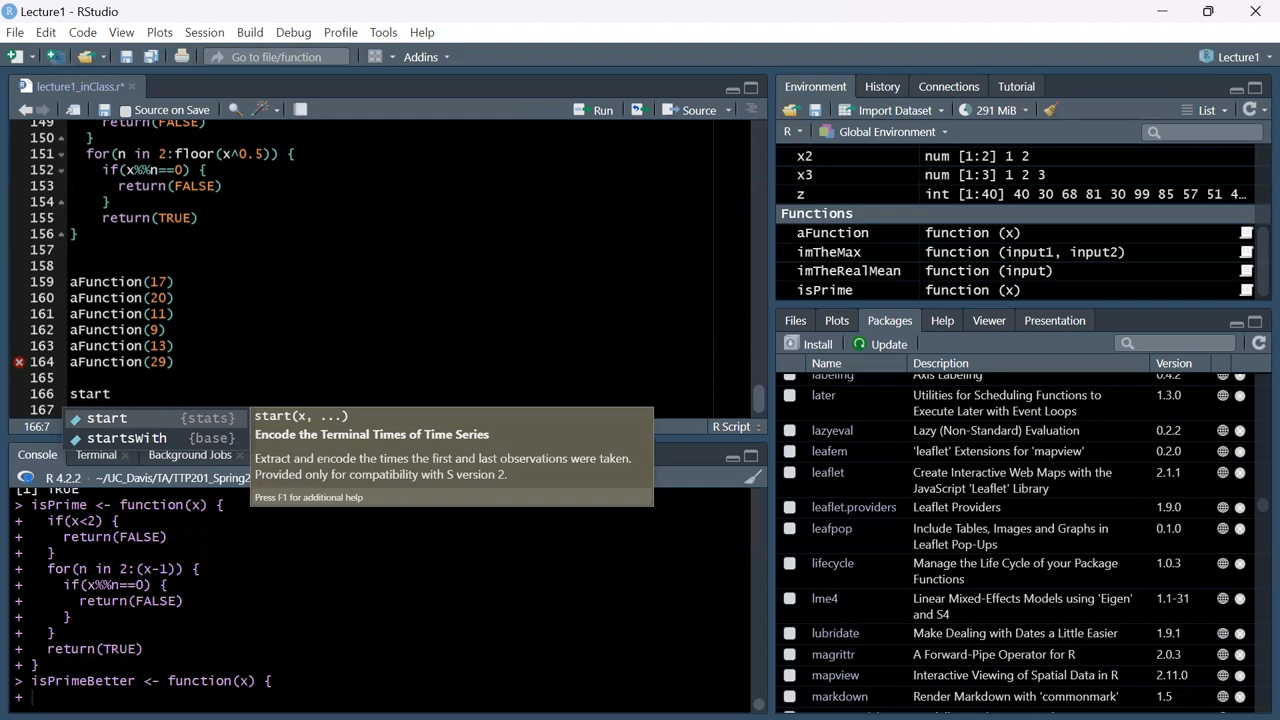 Lecture1 - RStudio
File Edit Code View Plots Session Build Debug Profile Tools Help
Go to file/function Addins Lecture1
lecture1_inClass.r*
Source on Save Run Source
149 return(FALSE)
150 }
151 for(n in 2:floor(x^0.5)) {
152 if(x%%n==0) {
153 return(FALSE)
154 }
155 return(TRUE)
156 }
157
158
159 aFunction(17)
160 aFunction(20)
161 aFunction(11)
162 aFunction(9)
163 aFunction(13)
164 aFunction(29)
165
166 start
167
166:7 R Script
start {stats}
startsWith {base}
start(x, ...)
Encode the Terminal Times of Time Series
Extract and encode the times the first and last observations were taken.
Provided only for compatibility with S version 2.
Press F1 for additional help
Console Terminal Background Jobs
R 4.2.2 · ~/UC_Davis/TA/TTP201_Spring2
[1] TRUE
> isPrime <- function(x) {
+ if(x<2) {
+ return(FALSE)
+ }
+ for(n in 2:(x-1)) {
+ if(x%%n==0) {
+ return(FALSE)
+ }
+ }
+ return(TRUE)
+ }
> isPrimeBetter <- function(x) {
+
Environment History Connections Tutorial
Import Dataset 291 MiB List
R Global Environment
x2 num [1:2] 1 2
x3 num [1:3] 1 2 3
z int [1:40] 40 30 68 81 30 99 85 57 51 4...
Functions
aFunction function (x)
imTheMax function (input1, input2)
imTheRealMean function (input)
isPrime function (x)
Files Plots Packages Help Viewer Presentation
Install Update
Name Description Version
labeling Axis Labeling 0.4.2
later Utilities for Scheduling Functions to 1.3.0
Execute Later with Event Loops
lazyeval Lazy (Non-Standard) Evaluation 0.2.2
leafem 'leaflet' Extensions for 'mapview' 0.2.0
leaflet Create Interactive Web Maps with the 2.1.1
JavaScript 'Leaflet' Library
leaflet.providers Leaflet Providers 1.9.0
leafpop Include Tables, Images and Graphs in 0.1.0
Leaflet Pop-Ups
lifecycle Manage the Life Cycle of your Package 1.0.3
Functions
lme4 Linear Mixed-Effects Models using 'Eigen' 1.1-31
and S4
lubridate Make Dealing with Dates a Little Easier 1.9.1
magrittr A Forward-Pipe Operator for R 2.0.3
mapview Interactive Viewing of Spatial Data in R 2.11.0
markdown Render Markdown with 'commonmark' 1.5